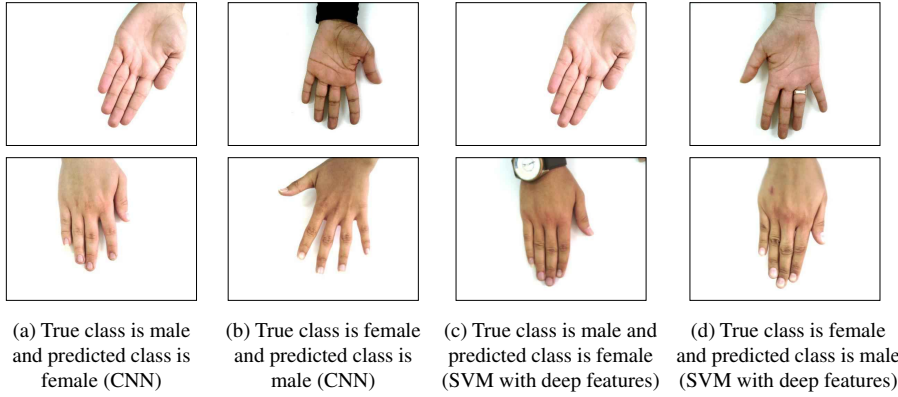 (a) True class is male
and predicted class is
female (CNN)
(b) True class is female
and predicted class is
male (CNN)
(c) True class is male and
predicted class is female
(SVM with deep features)
(d) True class is female
and predicted class is male
(SVM with deep features)